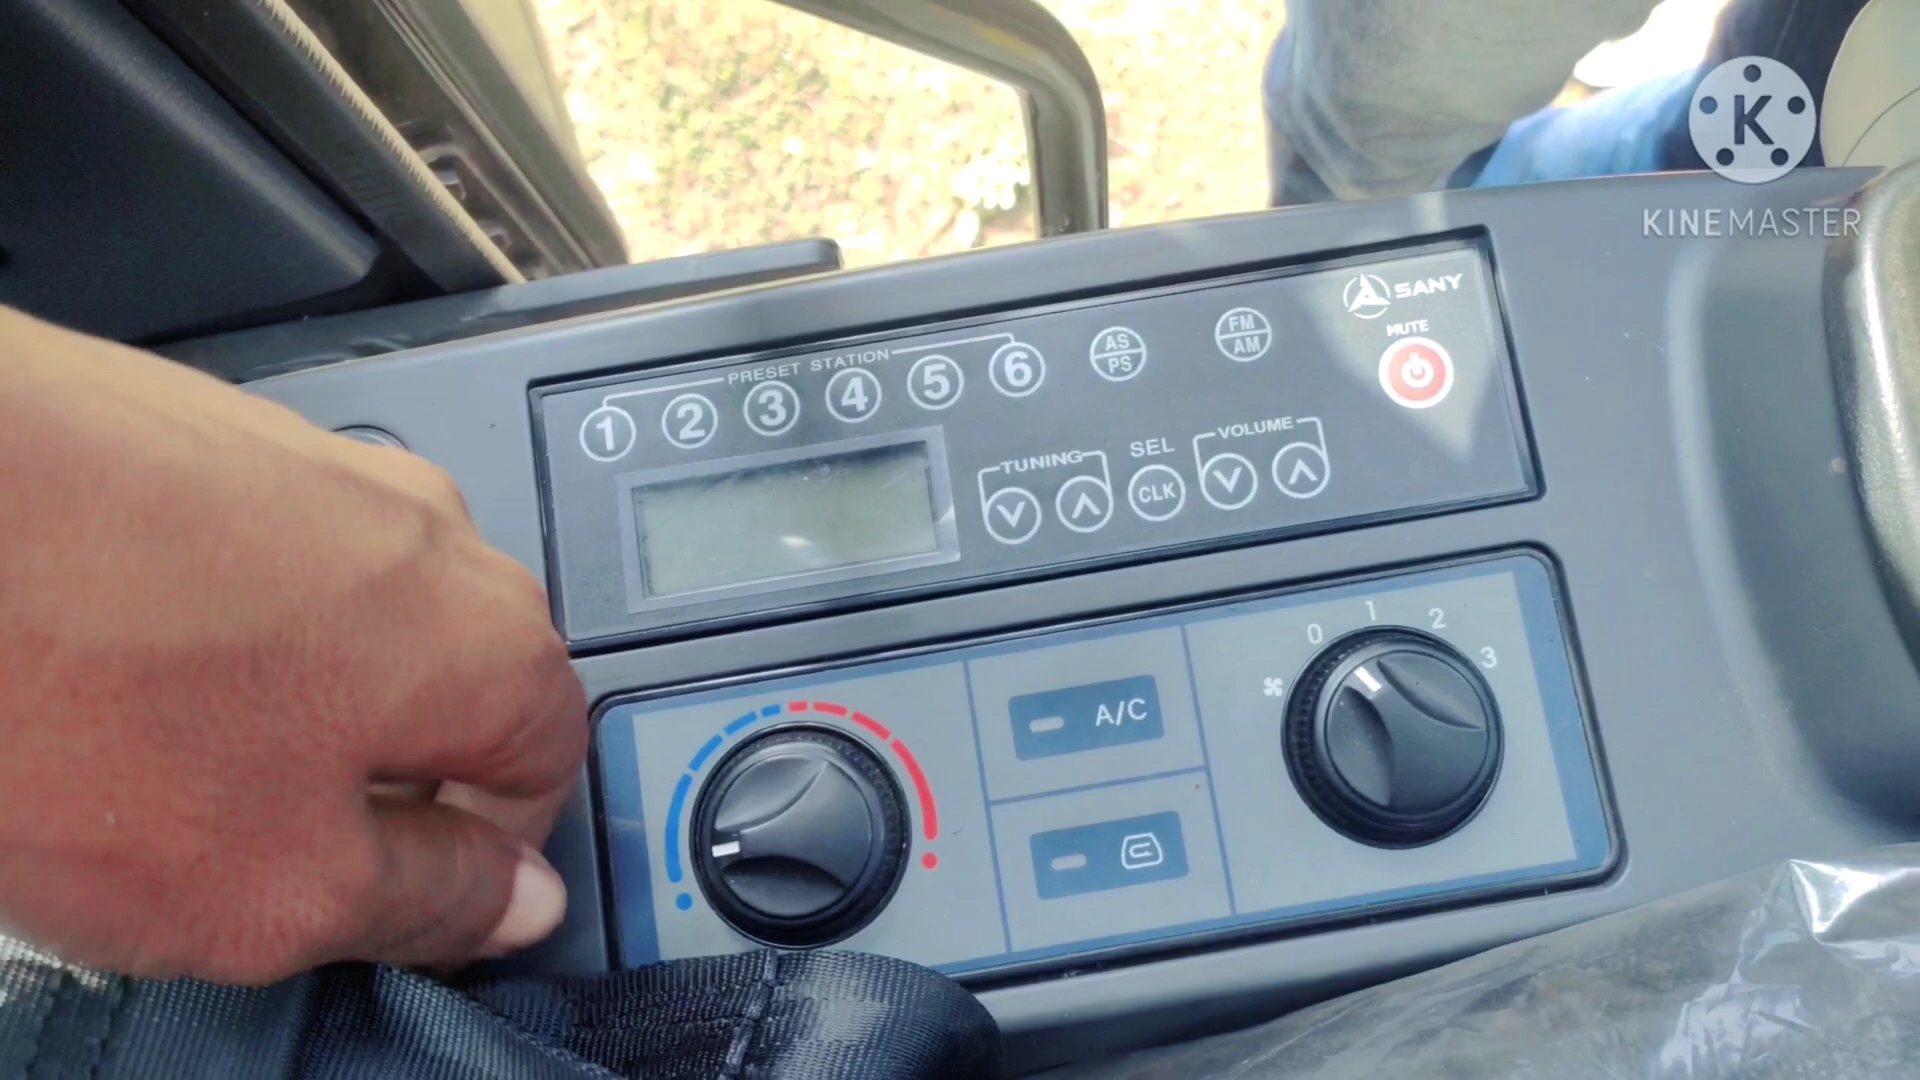 K
KINEMASTER
SANY
MUTE
PRESET STATION
1 2 3 4 5 6
AS
PS
FM
AM
TUNING
SEL
CLK
VOLUME
0 1 2 3
A/C